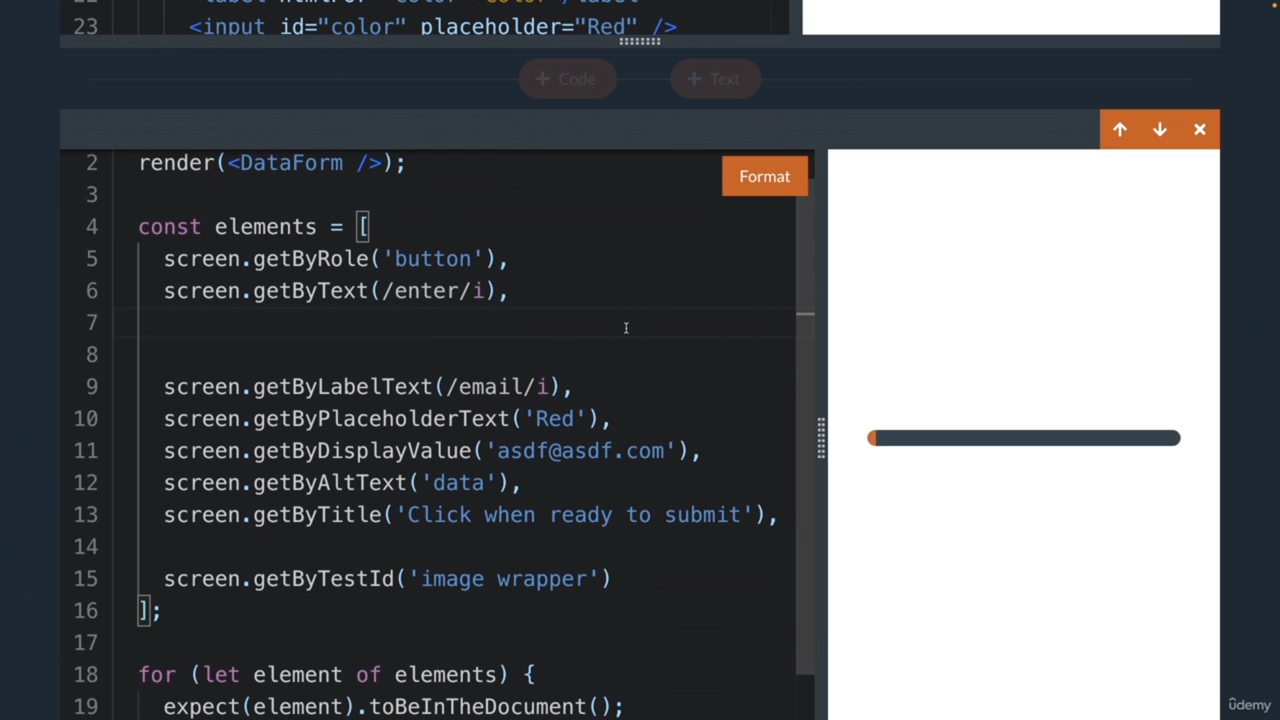 23 <input id="color" placeholder="Red" />
+ Code + Text
2 render(<DataForm />);
Format
3
4 const elements = [
5 screen.getByRole('button'),
6 screen.getByText(/enter/i),
7
8
9 screen.getByLabelText(/email/i),
10 screen.getByPlaceholderText('Red'),
11 screen.getByDisplayValue('asdf@asdf.com'),
12 screen.getByAltText('data'),
13 screen.getByTitle('Click when ready to submit'),
14
15 screen.getByTestId('image wrapper')
16 ];
17
18 for (let element of elements) {
19 expect(element).toBeInTheDocument();
ûdemy